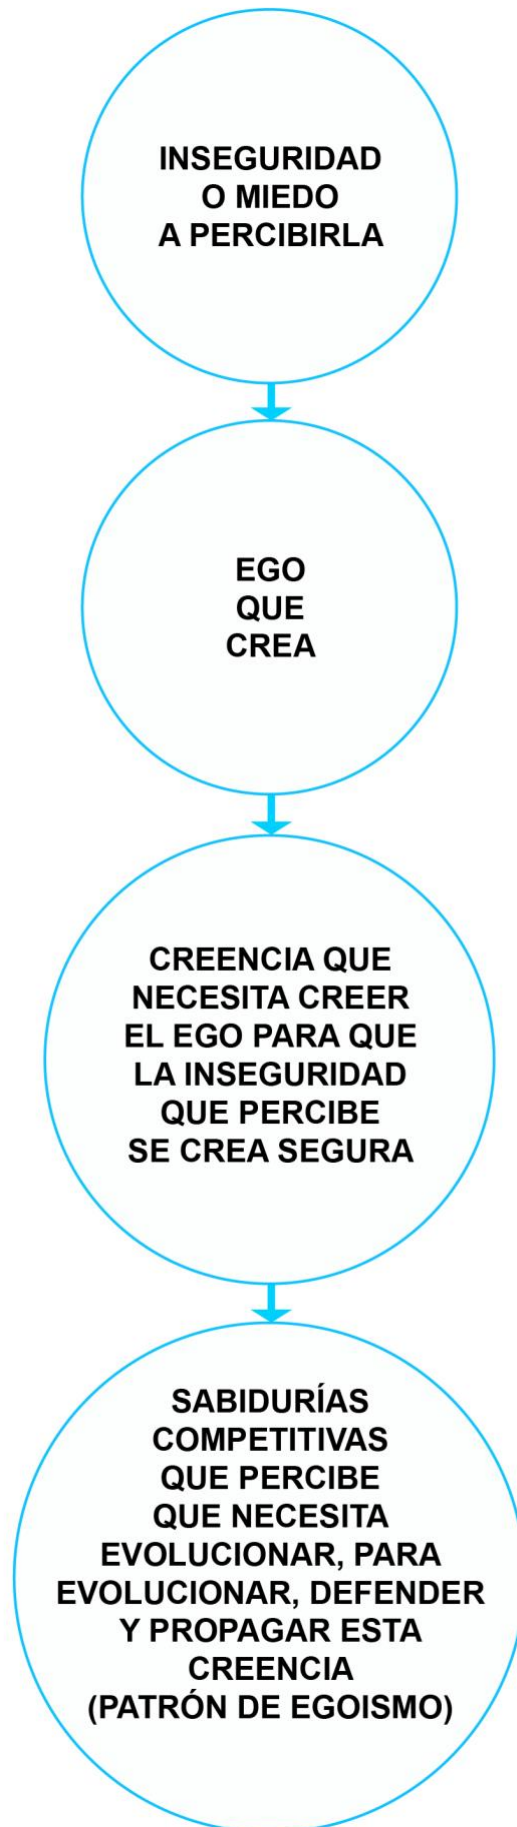 INSEGURIDAD
O MIEDO
A PERCIBIRLA
EGO
QUE
CREA
CREENCIA QUE
NECESITA CREER
EL EGO PARA QUE
LA INSEGURIDAD
QUE PERCIBE
SE CREA SEGURA
SABIDURÍAS
COMPETITIVAS
QUE PERCIBE
QUE NECESITA
EVOLUCIONAR, PARA
EVOLUCIONAR, DEFENDER
Y PROPAGAR ESTA
CREENCIA
(PATRÓN DE EGOISMO)